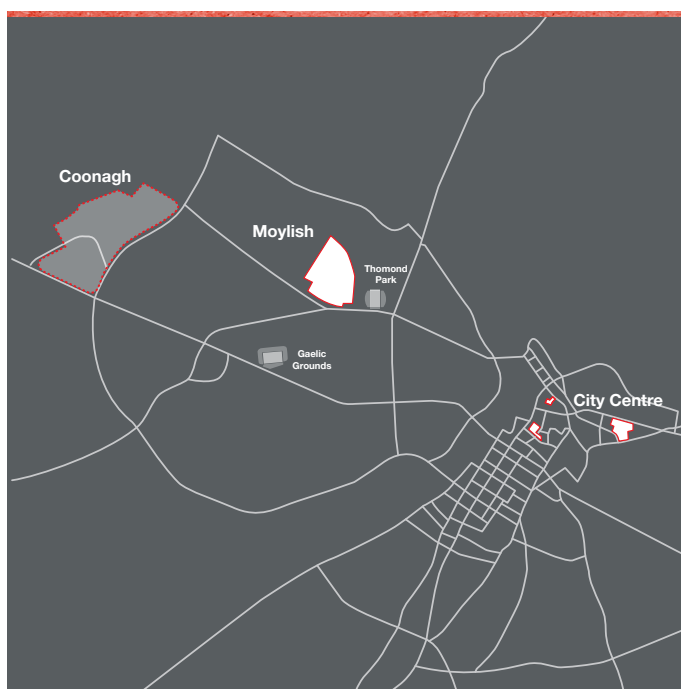 Coonagh
Moylish
Thomond
Park
Gaelic
Grounds
City Centre